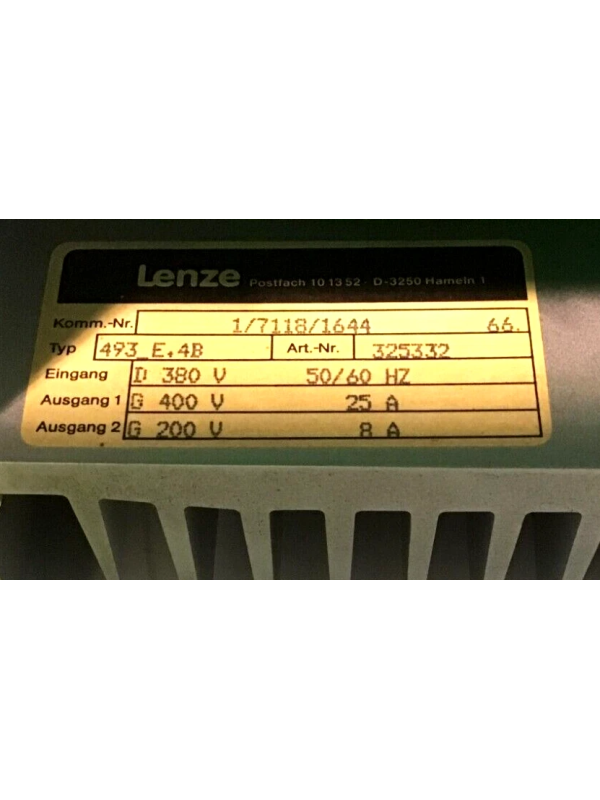 Lenze Postfach 10 13 52 · D-3250 Hameln 1
Komm.-Nr. 1/7118/1644 66.
Typ 493_E.4B Art.-Nr. 325332
Eingang D 380 V 50/60 HZ
Ausgang 1 G 400 V 25 A
Ausgang 2 G 200 V 8 A